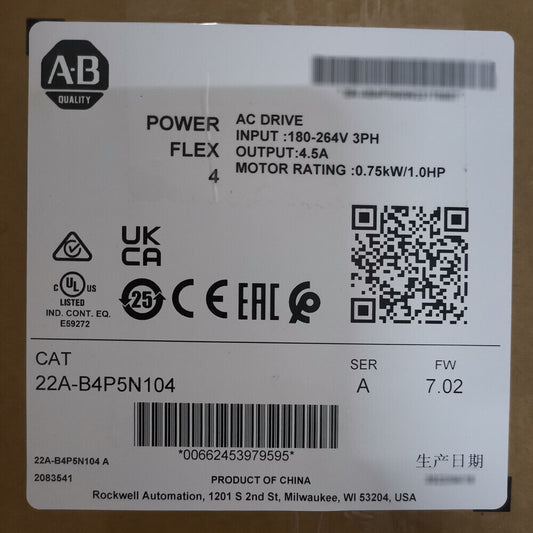 A-B
QUALITY
POWER
FLEX
4
AC DRIVE
INPUT :180-264V 3PH
OUTPUT:4.5A
MOTOR RATING :0.75kW/1.0HP
UK
CA
C UL US
LISTED
IND. CONT. EQ.
E59272
25
CE
EAC
CAT
22A-B4P5N104
SER
A
FW
7.02
*00662453979595*
22A-B4P5N104 A
2083541
生产日期
PRODUCT OF CHINA
Rockwell Automation, 1201 S 2nd St, Milwaukee, WI 53204, USA